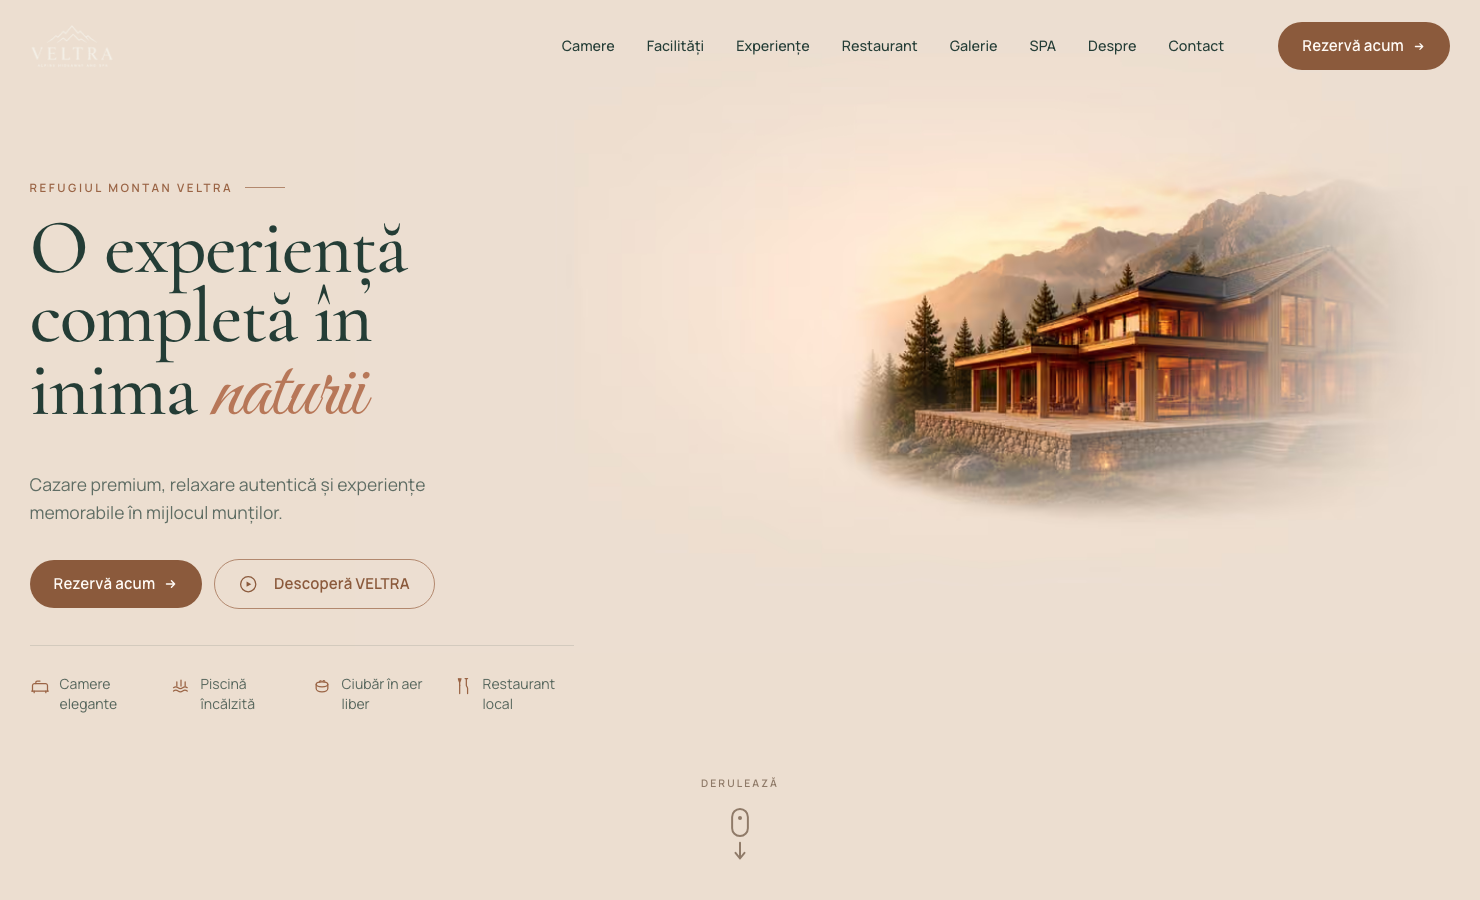 VELTRA
Camere
Facilități
Experiențe
Restaurant
Galerie
SPA
Despre
Contact
Rezervă acum
REFUGIUL MONTAN VELTRA
O experiență
completă în
inima naturii
Cazare premium, relaxare autentică și experiențe
memorabile în mijlocul munților.
Rezervă acum
Descoperă VELTRA
Camere
elegante
Piscină
încălzită
Ciubăr în aer
liber
Restaurant
local
DERULEAZĂ